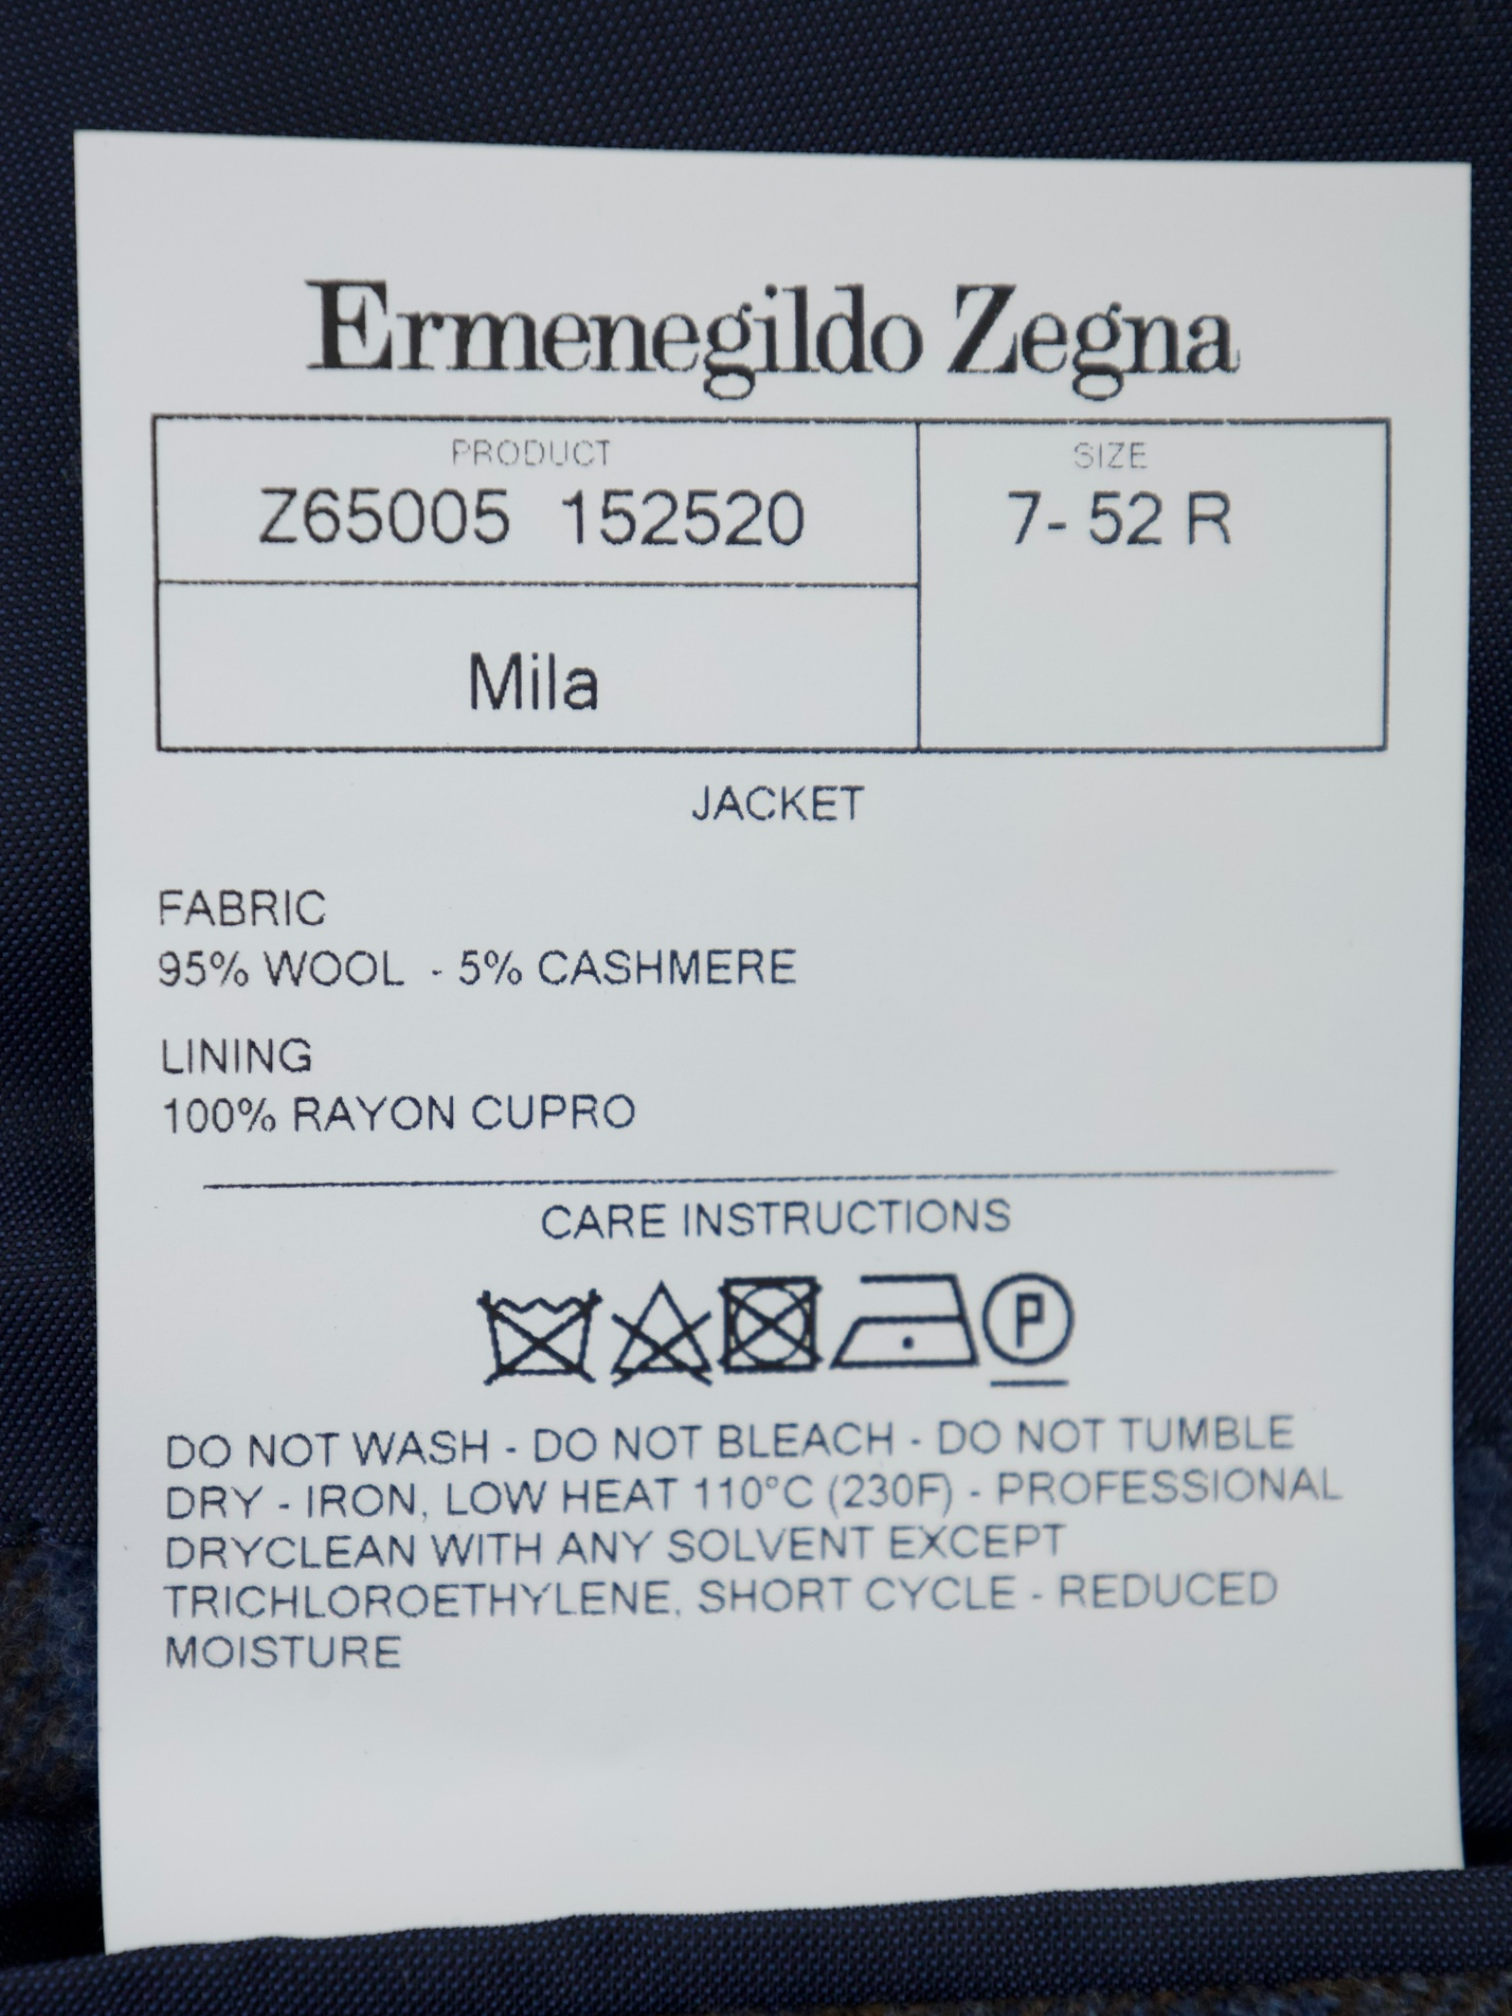 Ermenegildo Zegna
PRODUCT
Z65005 152520
SIZE
7- 52 R
Mila
JACKET
FABRIC
95% WOOL - 5% CASHMERE
LINING
100% RAYON CUPRO
CARE INSTRUCTIONS
P
DO NOT WASH - DO NOT BLEACH - DO NOT TUMBLE
DRY - IRON, LOW HEAT 110°C (230F) - PROFESSIONAL
DRYCLEAN WITH ANY SOLVENT EXCEPT
TRICHLOROETHYLENE, SHORT CYCLE - REDUCED
MOISTURE